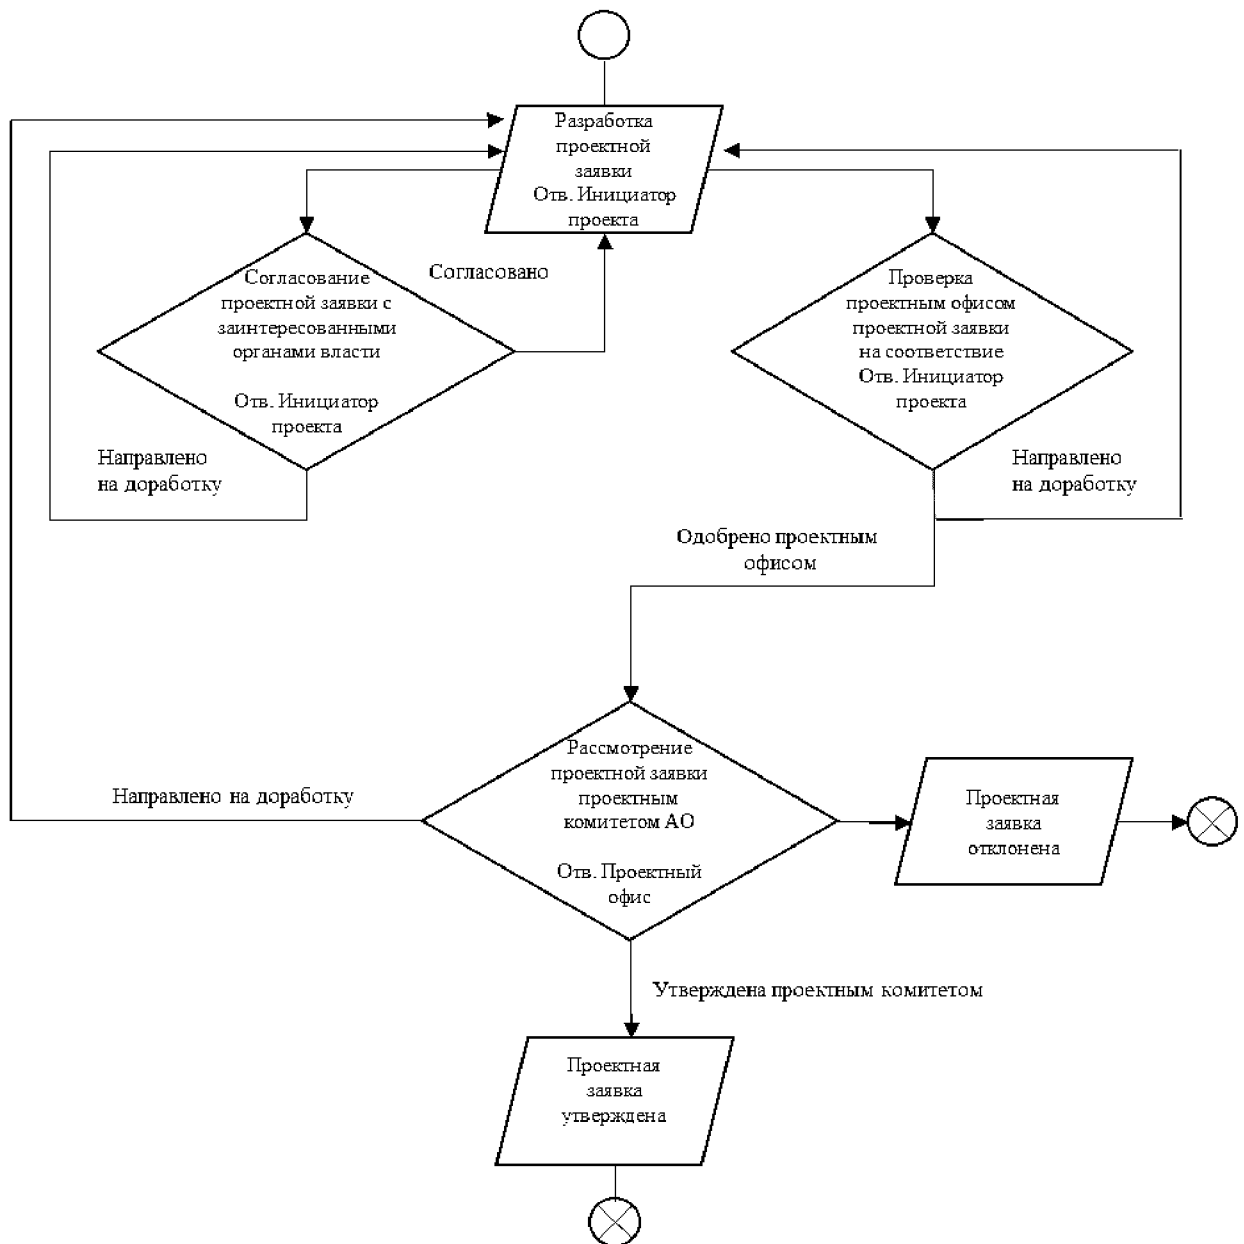 Разработка
проектной
заявки
Отв. Инициатор
проекта
Согласовано
Согласование
проектной заявки с
заинтересованными
органами власти
Отв. Инициатор
проекта
Проверка
проектным офисом
проектной заявки
на соответствие
Отв. Инициатор
проекта
Направлено
на доработку
Направлено
на доработку
Одобрено проектным
офисом
Рассмотрение
проектной заявки
проектным
комитетом АО
Отв. Проектный
офис
Направлено на доработку
Проектная
заявка
отклонена
Утверждена проектным комитетом
Проектная
заявка
утверждена